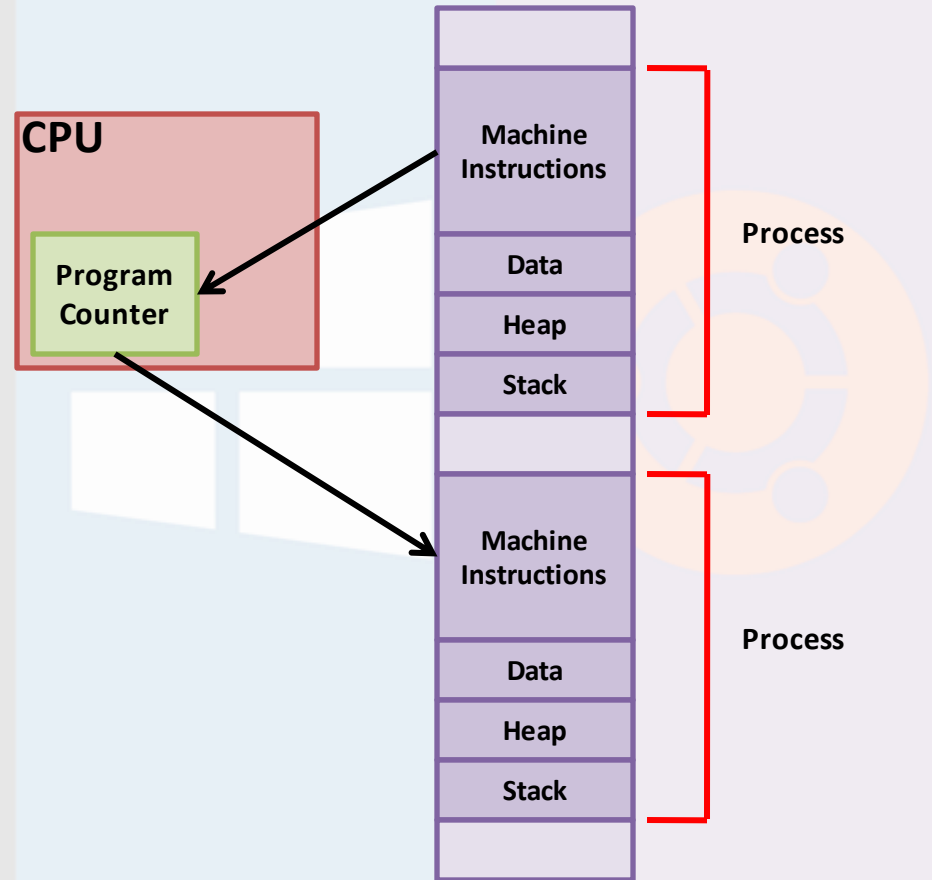 CPU
Program
Counter
Machine
Instructions
Data
Heap
Stack
Process
Machine
Instructions
Data
Heap
Stack
Process